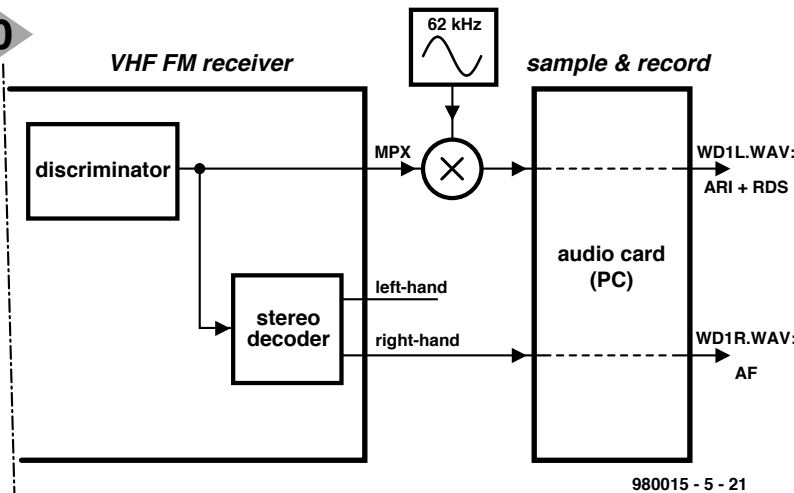 0
62 kHz
VHF FM receiver
sample & record
discriminator
MPX
WD1L.WAV:
ARI + RDS
audio card
(PC)
left-hand
stereo
decoder
right-hand
WD1R.WAV:
AF
980015 - 5 - 21